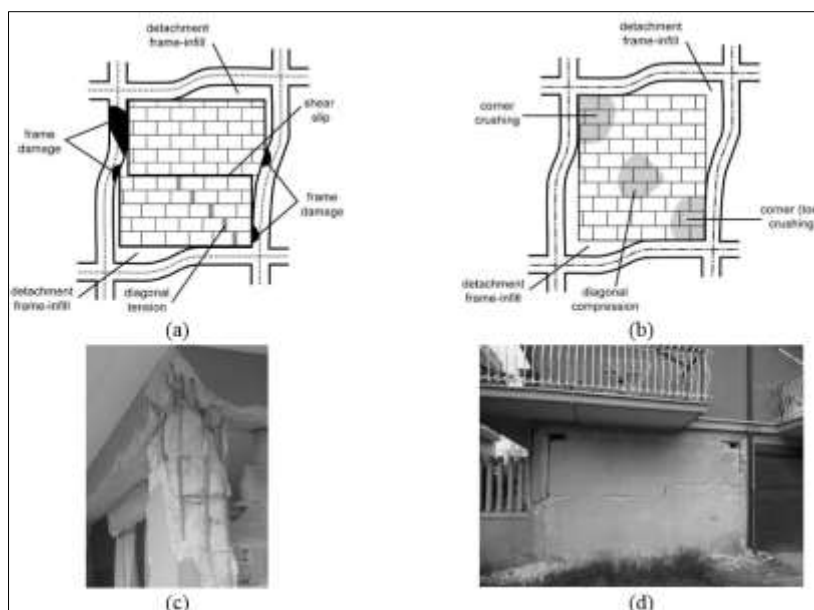 detachment
frame-infill
shear
slip
frame
damage
frame
damage
detachment
frame-infill
diagonal
tension
(a)
detachment
frame-infill
corner
crushing
corner (toe
crushing
detachment
frame-infill
diagonal
compression
(b)
(c)
(d)